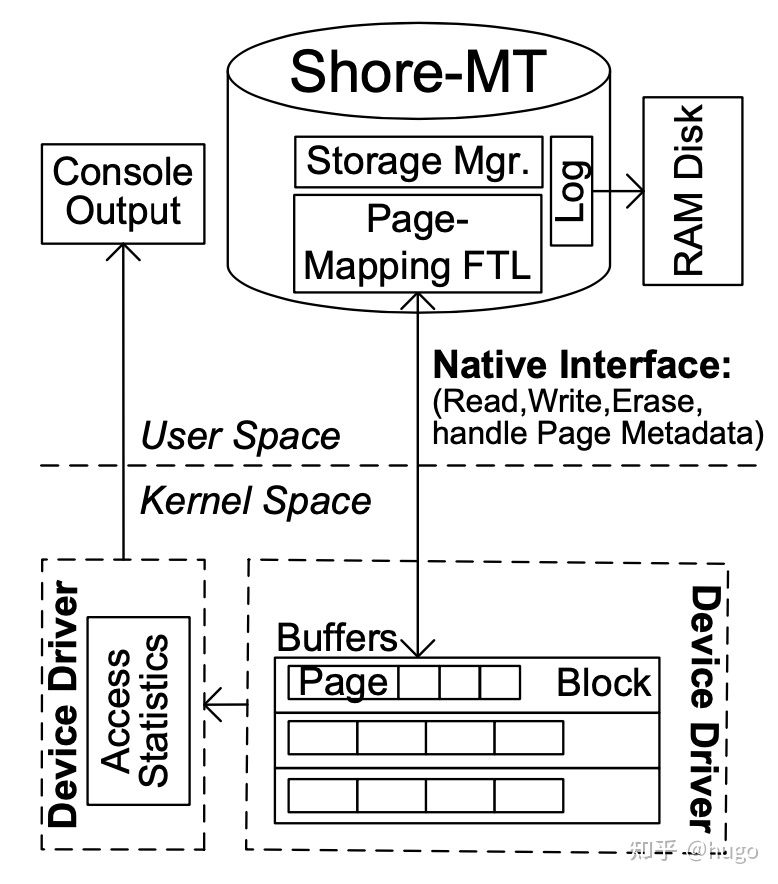 Shore-MT
Storage Mgr.
Page-
Mapping FTL
Log
RAM Disk
Console
Output
Native Interface:
(Read,Write,Erase,
handle Page Metadata)
User Space
Kernel Space
Device Driver
Access
Statistics
Buffers
Page
Block
Device Driver
知乎 @hugo